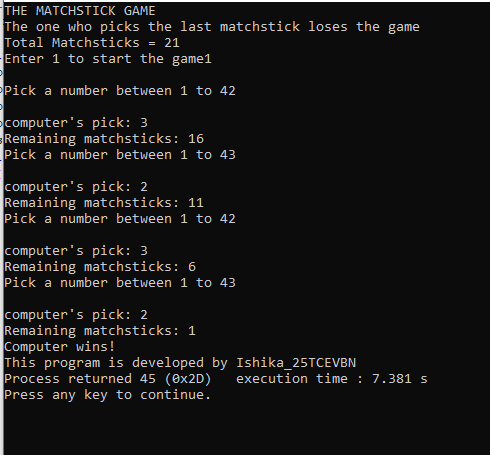 THE MATCHSTICK GAME
The one who picks the last matchstick loses the game
Total Matchsticks = 21
Enter 1 to start the game1
Pick a number between 1 to 42
computer's pick: 3
Remaining matchsticks: 16
Pick a number between 1 to 43
computer's pick: 2
Remaining matchsticks: 11
Pick a number between 1 to 42
computer's pick: 3
Remaining matchsticks: 6
Pick a number between 1 to 43
computer's pick: 2
Remaining matchsticks: 1
Computer wins!
This program is developed by Ishika_25TCEVBN
Process returned 45 (0x2D)   execution time : 7.381 s
Press any key to continue.